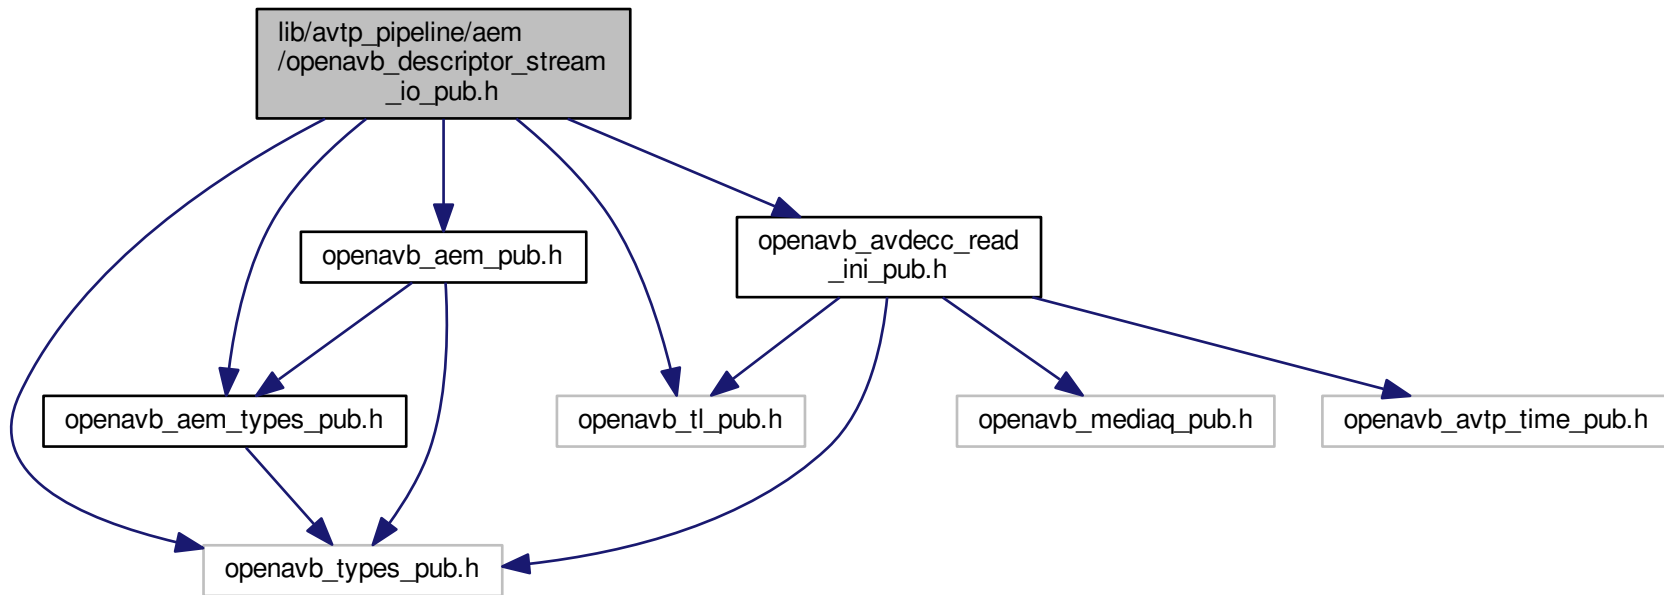 lib/avtp_pipeline/aem
/openavb_descriptor_stream
_io_pub.h
openavb_aem_pub.h
openavb_avdecc_read
_ini_pub.h
openavb_aem_types_pub.h
openavb_tl_pub.h
openavb_mediaq_pub.h
openavb_avtp_time_pub.h
openavb_types_pub.h